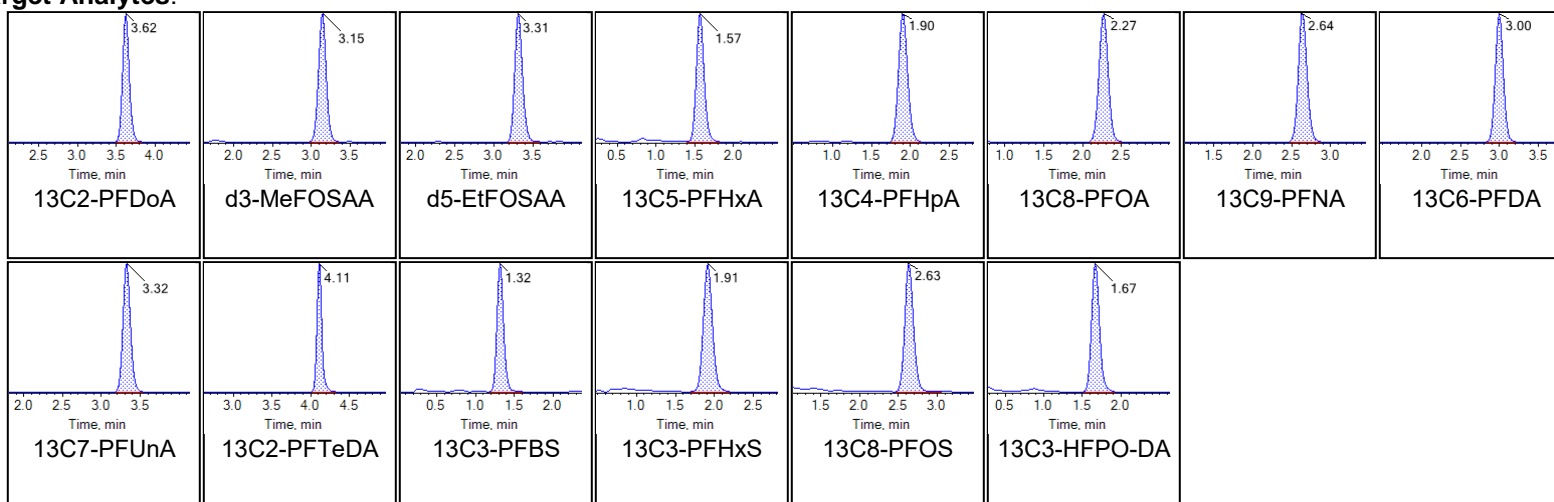 rget Analytes:
3.62 3.15 3.31 1.57 1.90 2.27 2.64 3.00
2.5 3.0 3.5 4.0 2.0 2.5 3.0 3.5 2.0 2.5 3.0 3.5 0.5 1.0 1.5 2.0 1.0 1.5 2.0 2.5 1.0 1.5 2.0 2.5 1.5 2.0 2.5 3.0 2.0 2.5 3.0 3.5
Time, min Time, min Time, min Time, min Time, min Time, min Time, min Time, min
13C2-PFDoA d3-MeFOSAA d5-EtFOSAA 13C5-PFHxA 13C4-PFHpA 13C8-PFOA 13C9-PFNA 13C6-PFDA
3.32 4.11 1.32 1.91 2.63 1.67
2.0 2.5 3.0 3.5 3.0 3.5 4.0 4.5 0.5 1.0 1.5 2.0 1.0 1.5 2.0 2.5 1.5 2.0 2.5 3.0 0.5 1.0 1.5 2.0
Time, min Time, min Time, min Time, min Time, min Time, min
13C7-PFUnA 13C2-PFTeDA 13C3-PFBS 13C3-PFHxS 13C8-PFOS 13C3-HFPO-DA